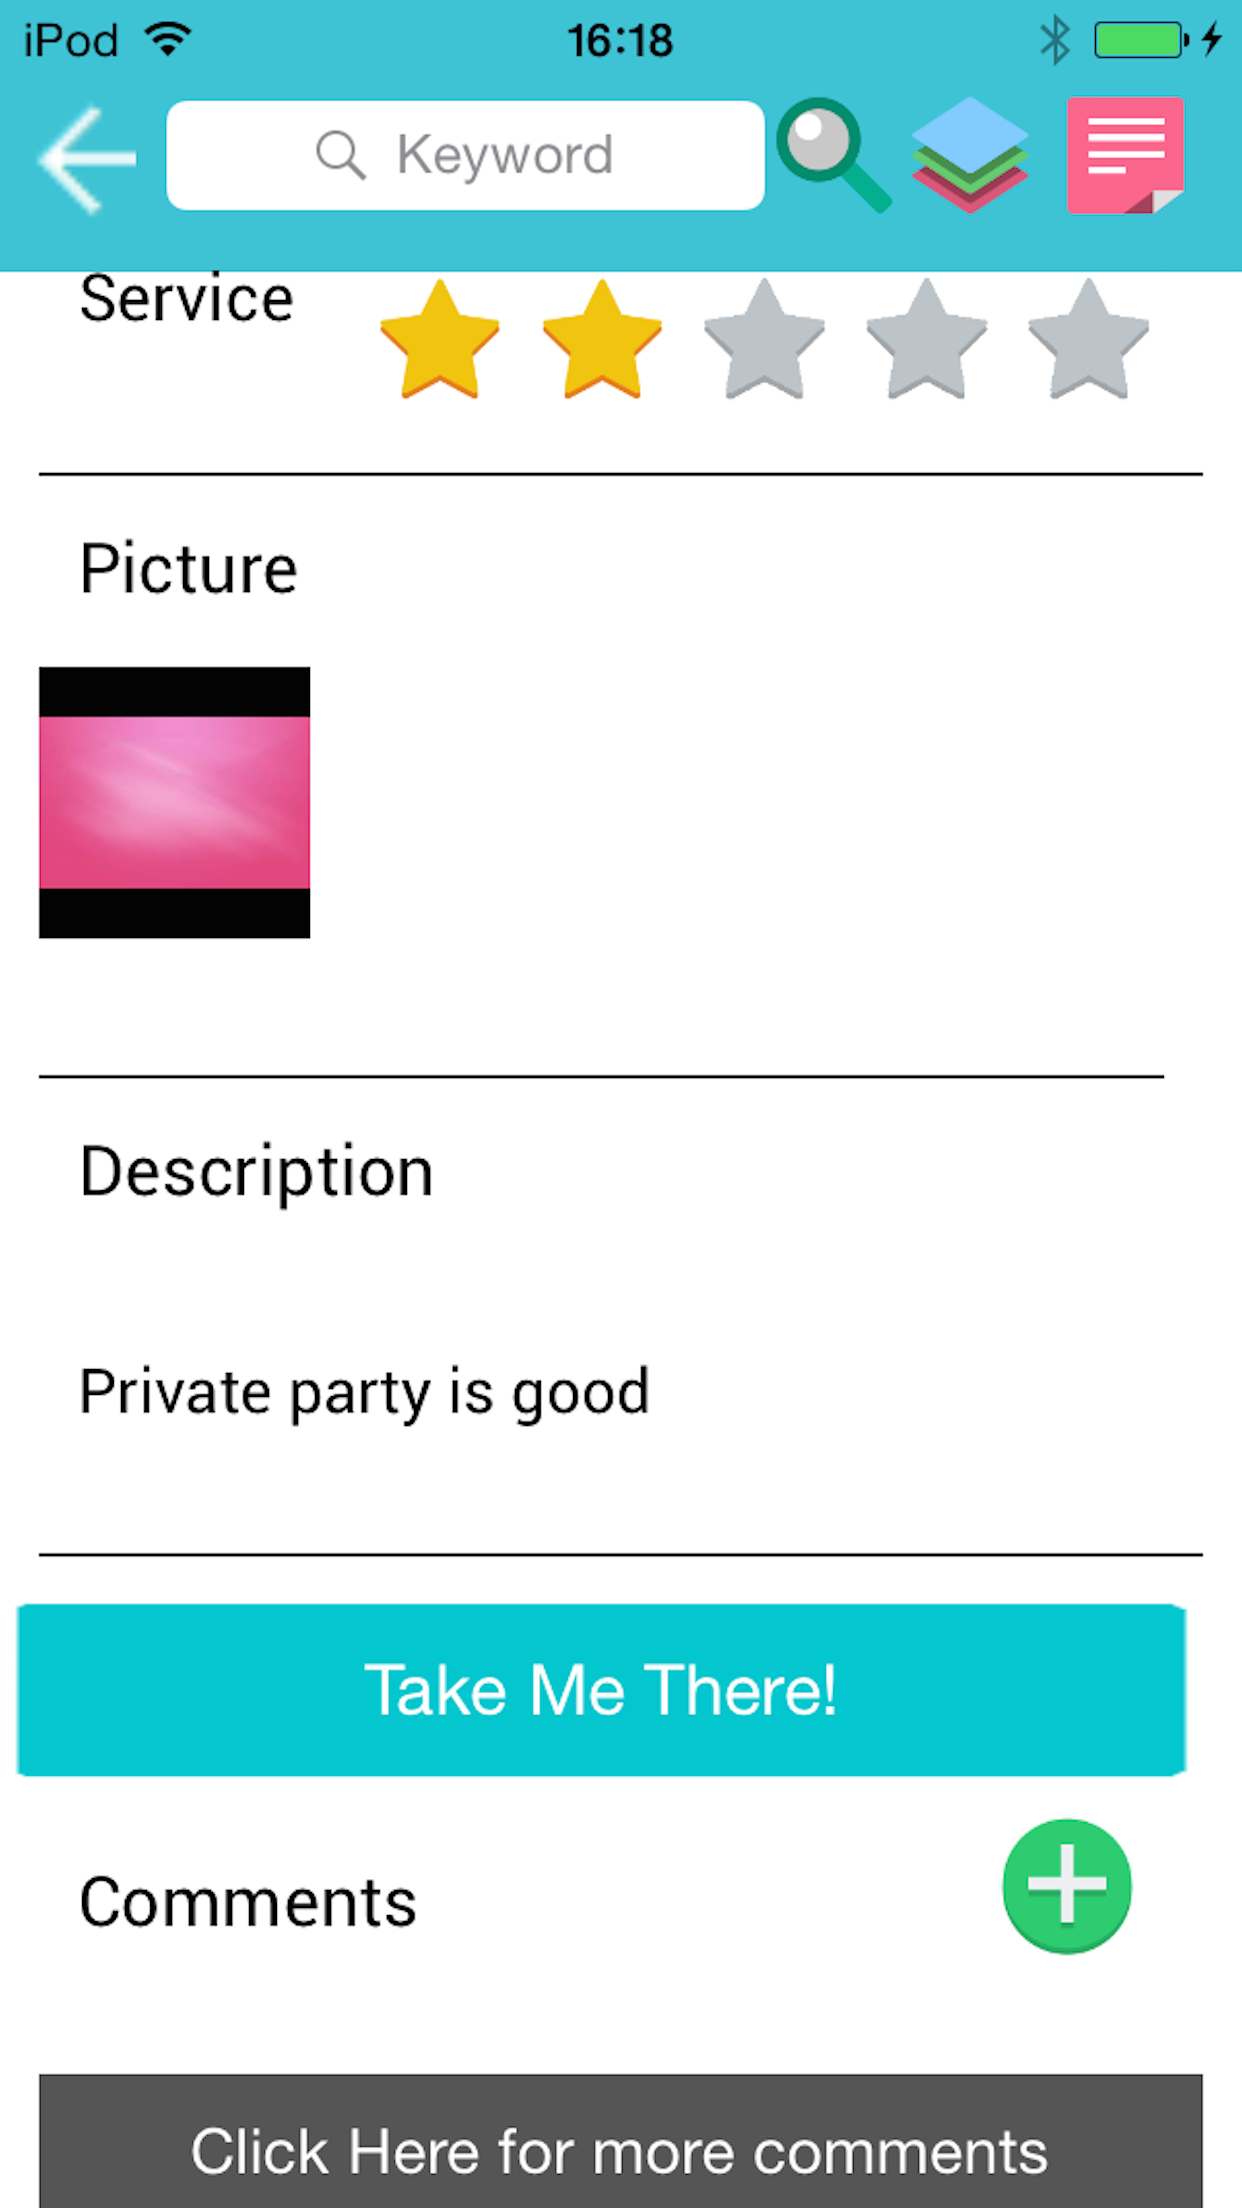 iPod 16:18
Keyword
Service
Picture
Description
Private party is good
Take Me There!
Comments
Click Here for more comments